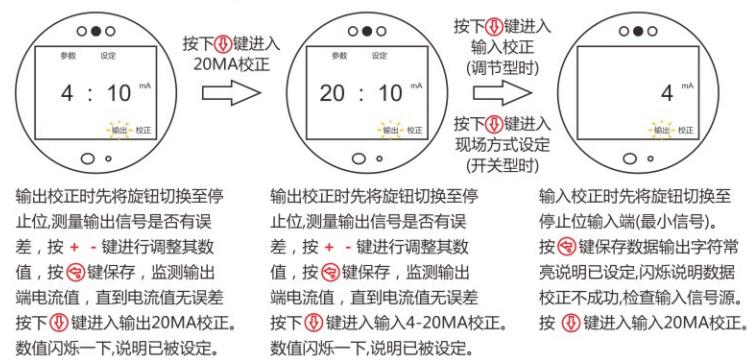 参数 设定
4 : 10 mA
输出 校正
按下键进入
20MA校正
参数 设定
20 : 10 mA
输出 校正
按下键进入
输入校正
(调节型时)
按下键进入
现场方式设定
(开关型时)
4 mA
输出 校正
输出校正时先将旋钮切换至停
止位,测量输出信号是否有误
差，按 + - 键进行调整其数
值，按键保存，监测输出
端电流值，直到电流值无误差
按下键进入输出20MA校正。
数值闪烁一下,说明已被设定。
输出校正时先将旋钮切换至停
止位,测量输出信号是否有误
差，按 + - 键进行调整其数
值，按键保存，监测输出
端电流值，直到电流值无误差
按下键进入输入4-20MA校正。
数值闪烁一下,说明已被设定。
输入校正时先将旋钮切换至
停止位输入端(最小信号)。
按键保存数据输出字符常
亮说明已设定,闪烁说明数据
校正不成功,检查输入信号源。
按 键进入输入20MA校正。